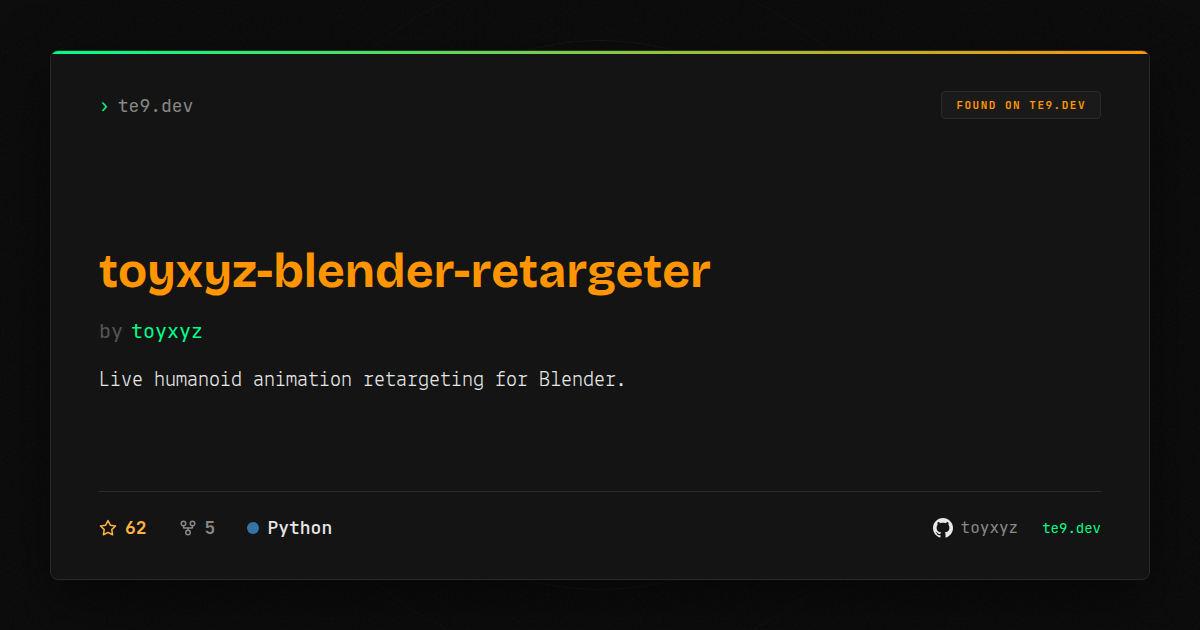 › te9.dev
FOUND ON TE9.DEV
toyxyz-blender-retargeter
by toyxyz
Live humanoid animation retargeting for Blender.
62 5 Python
toyxyz te9.dev